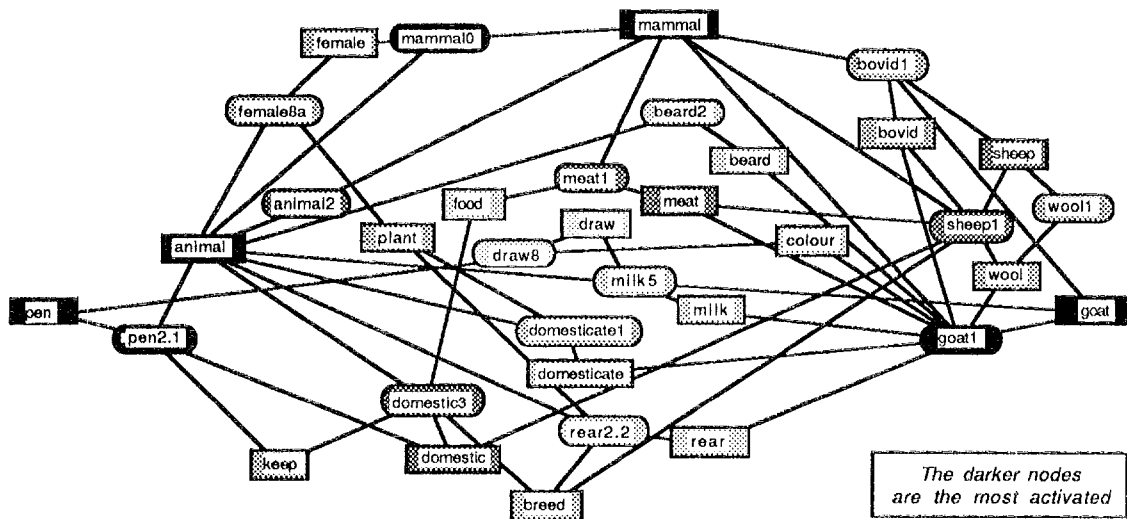 mammal
female
mammal0
bovid1
female8a
beard2
bovid
beard
sheep
meat1
animal2
food
meat
wool1
draw
sheep1
plant
colour
animal
draw8
milk5
wool
pen
milk
goat
pen2.1
domesticate1
goat1
domesticate
domestic3
rear2.2
rear
keep
domestic
breed
The darker nodes
are the most activated